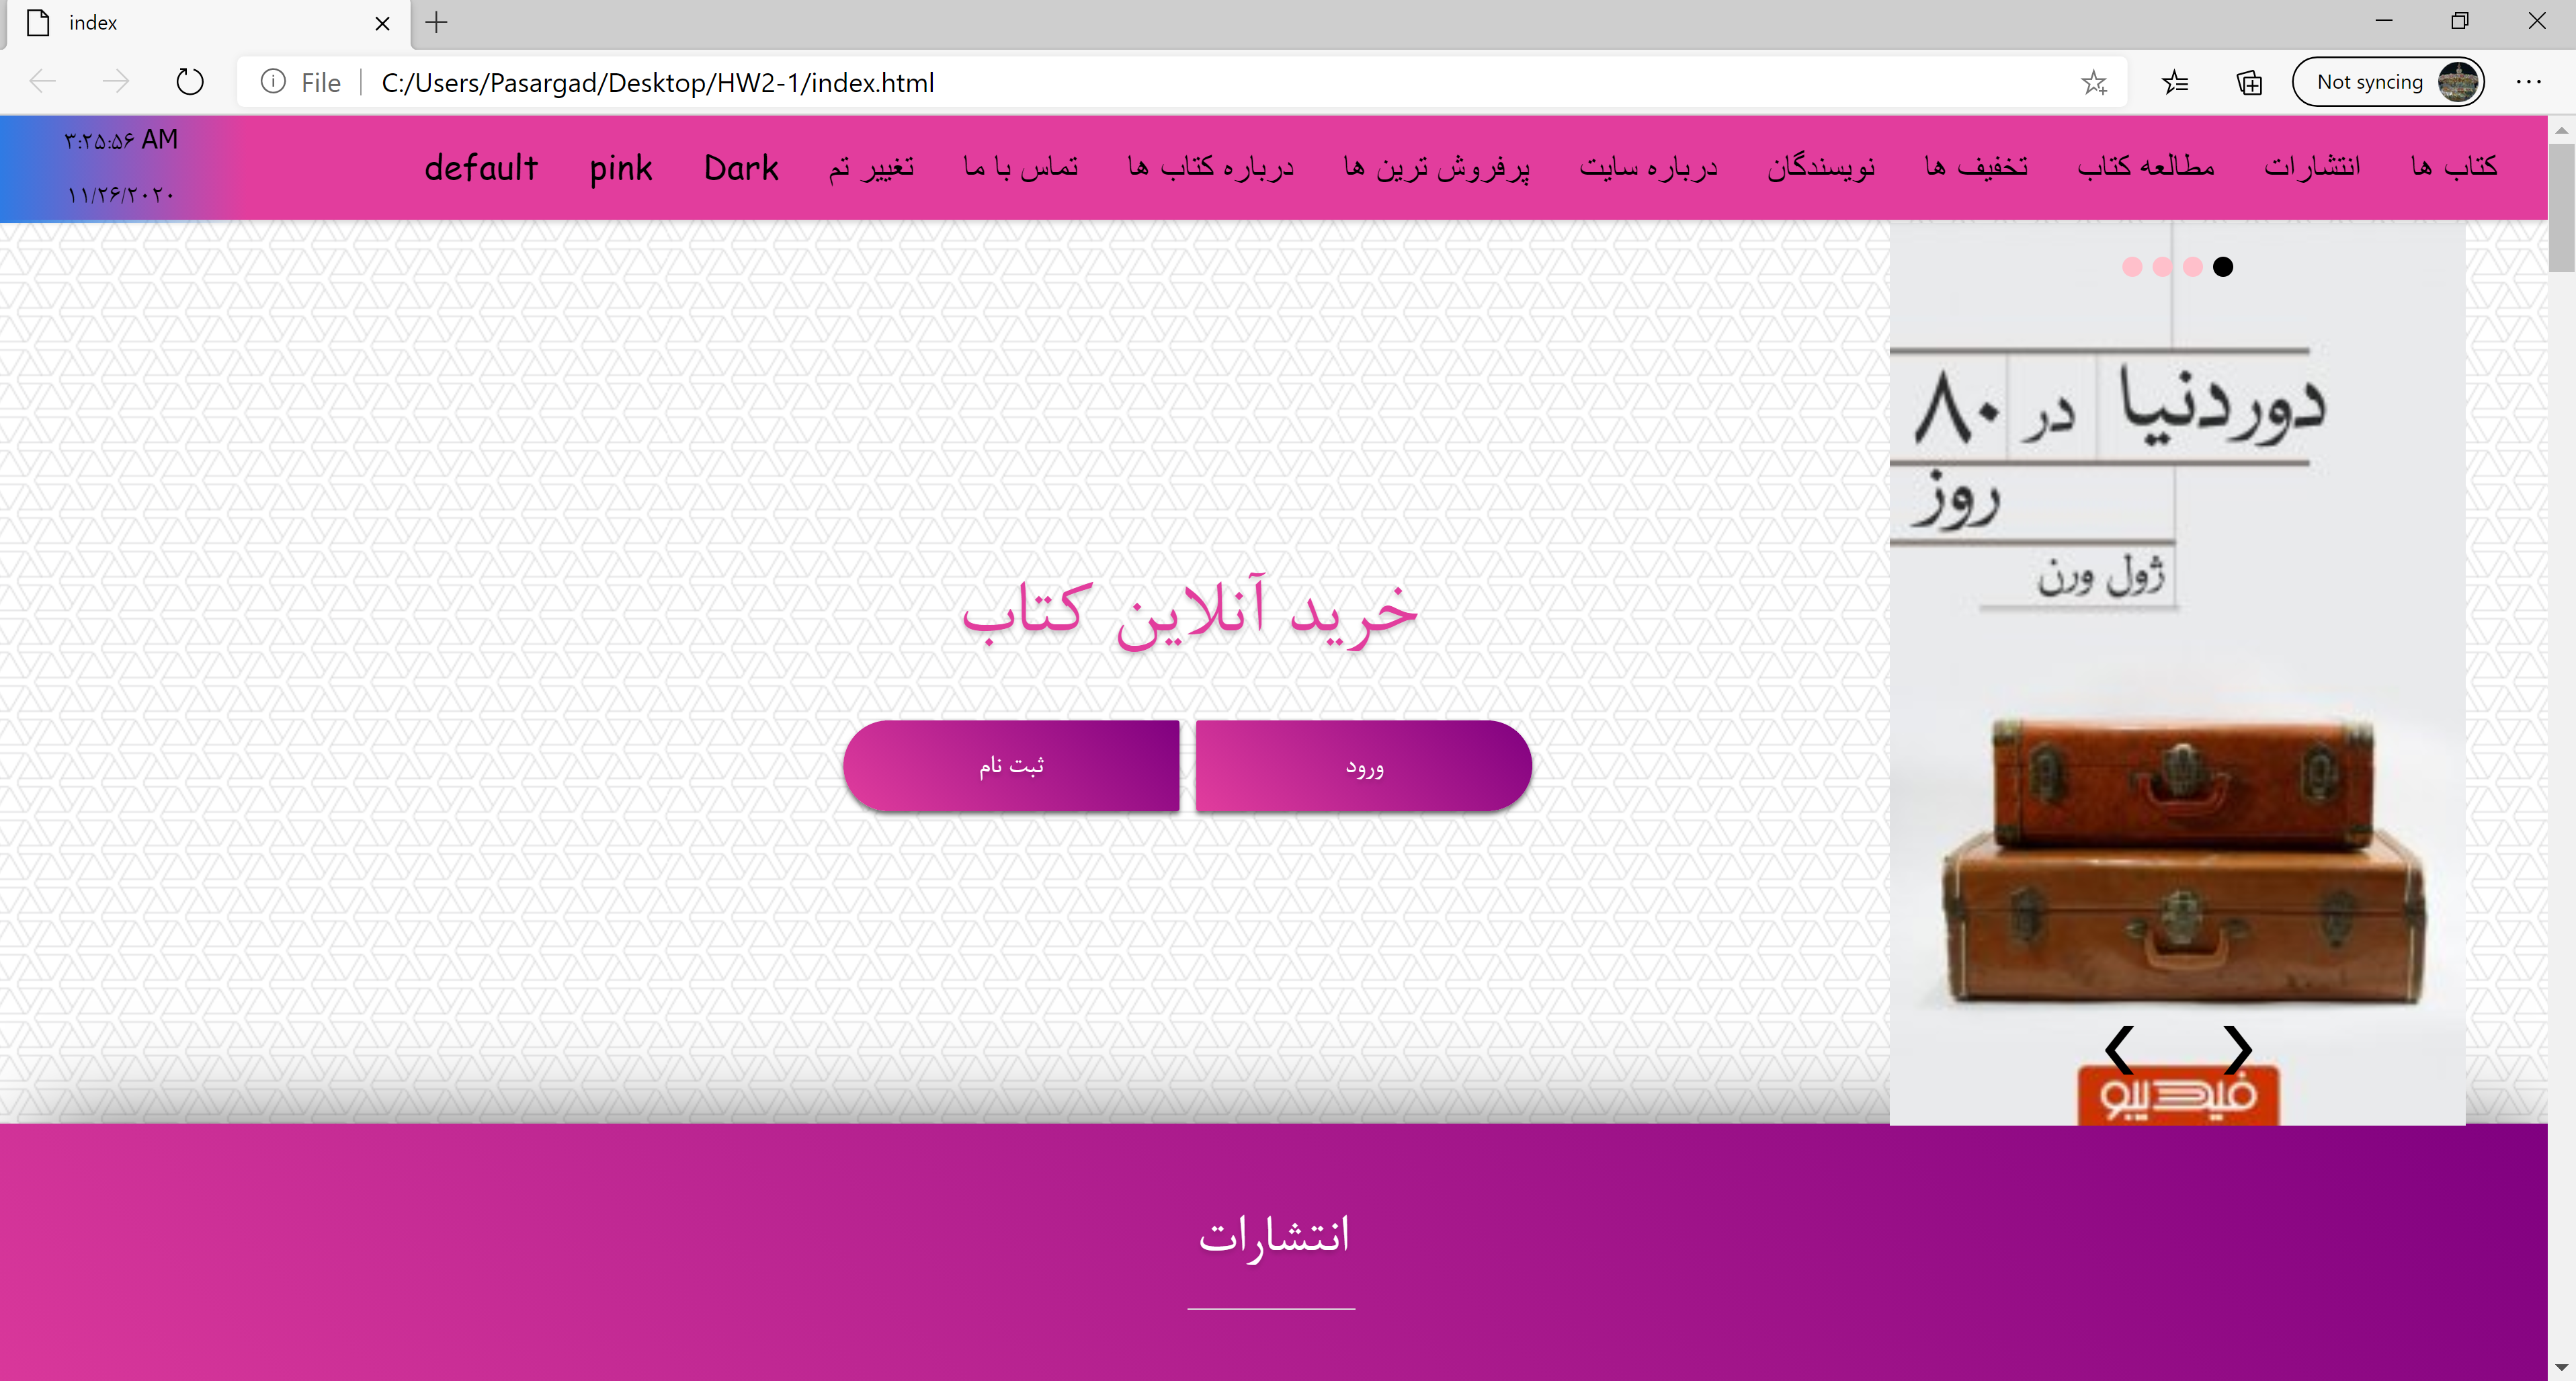 index
File
C:/Users/Pasargad/Desktop/HW2-1/index.html
Not syncing
کتاب ها
انتشارات
مطالعه کتاب
تخفیف ها
نویسندگان
درباره سایت
پرفروش ترین ها
درباره کتاب ها
تماس با ما
تغییر تم
Dark
pink
default
۳:۲۵:۵۶ AM
۱۱/۲۶/۲۰۲۰
دور دنیا در ۸۰
روز
ژول ورن
فیدیبو
خرید آنلاین کتاب
ورود
ثبت نام
انتشارات